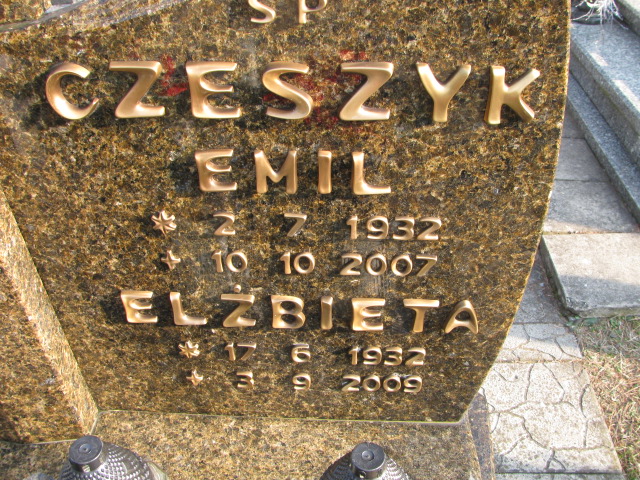 SP
CZESZYK
EMIL
* 2 7 1932
+ 10 10 2007
ELŻBIETA
* 17 6 1932
+ 3 9 2009